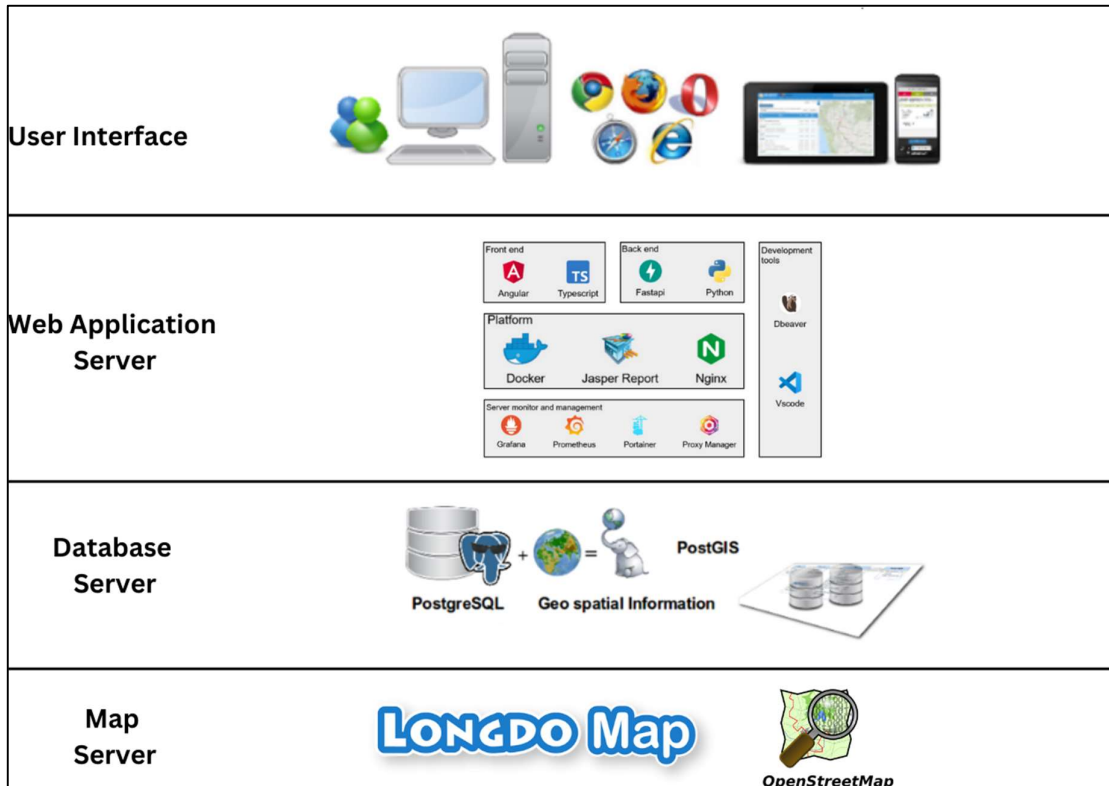 User Interface
Web Application
Server
Front end
Angular
Typescript
Back end
Fastapi
Python
Development
tools
Dbeaver
Vscode
Platform
Docker
Jasper Report
Nginx
Server monitor and management
Grafana
Prometheus
Portainer
Proxy Manager
Database
Server
PostgreSQL
+
=
PostGIS
Geo spatial Information
Map
Server
LONGDO Map
OpenStreetMap